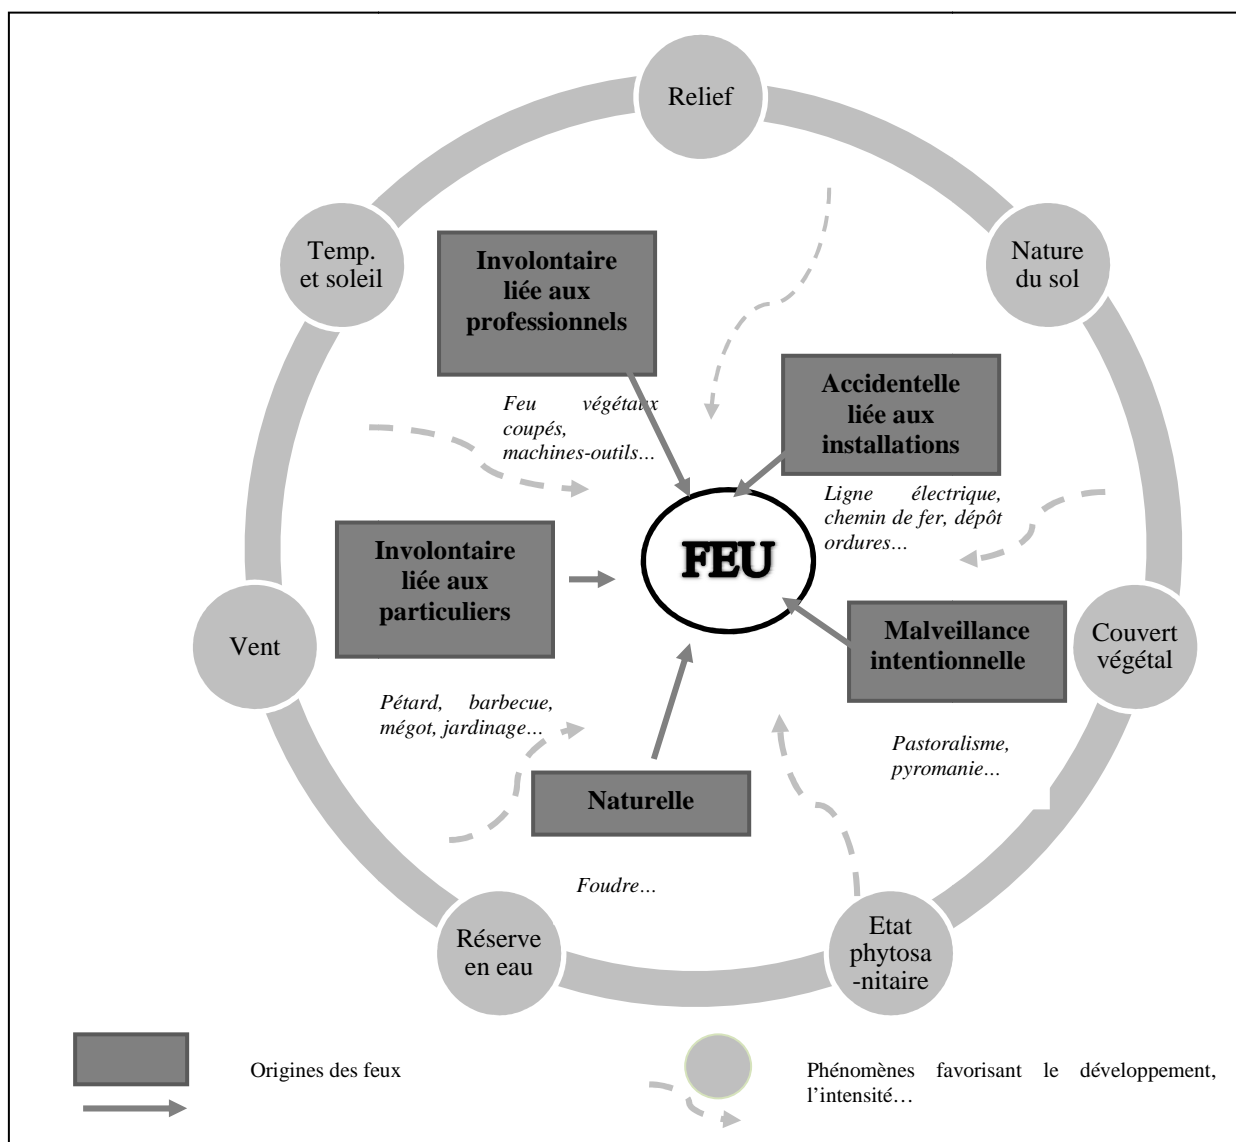 Relief
Temp.
et soleil
Nature
du sol
Involontaire
liée aux
professionnels
Feu végétaux
coupés,
machines-outils…
Accidentelle
liée aux
installations
Ligne électrique,
chemin de fer, dépôt
ordures…
FEU
Involontaire
liée aux
particuliers
Pétard, barbecue,
mégot, jardinage…
Vent
Malveillance
intentionnelle
Pastoralisme,
pyromanie…
Couvert
végétal
Naturelle
Foudre…
Réserve
en eau
Etat
phytosa
-nitaire
Origines des feux
Phénomènes favorisant le développement,
l’intensité…